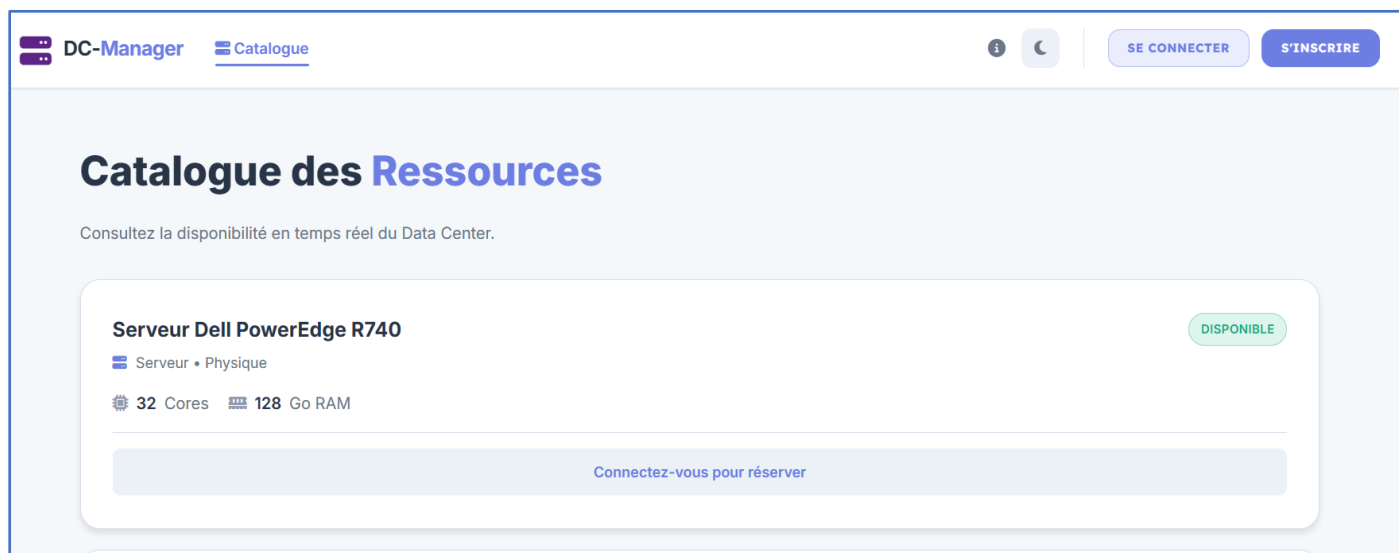 DC-Manager Catalogue SE CONNECTER S'INSCRIRE
Catalogue des Ressources
Consultez la disponibilité en temps réel du Data Center.
Serveur Dell PowerEdge R740 DISPONIBLE
Serveur • Physique
32 Cores 128 Go RAM
Connectez-vous pour réserver